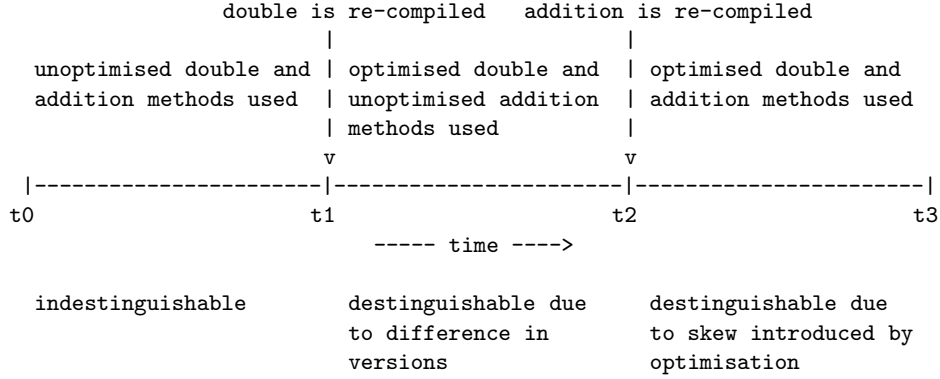 double is re-compiled addition is re-compiled
| |
unoptimised double and | optimised double and | optimised double and
addition methods used | unoptimised addition | addition methods used
| methods used |
v v
|-----------------------|-----------------------|-----------------------|
t0 t1 t2 t3
----- time ---->
indestinguishable destinguishable due destinguishable due
to difference in to skew introduced by
versions optimisation